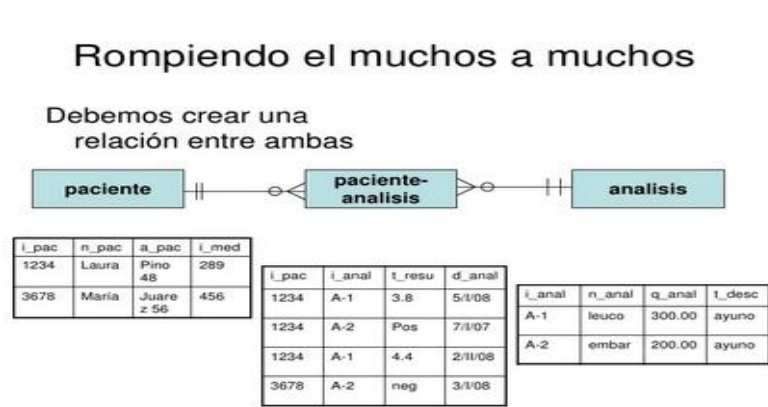 Rompiendo el muchos a muchos
Debemos crear una
relación entre ambas
paciente
paciente-
analisis
analisis
i_pac n_pac a_pac i_med
1234 Laura Pino
48 289
3678 María Juare
z 56 456
i_pac i_anal t_resu d_anal
1234 A-1 3.8 5/I/08
1234 A-2 Pos 7/I/07
1234 A-1 4.4 2/II/08
3678 A-2 neg 3/I/08
i_anal n_anal q_anal t_desc
A-1 leuco 300.00 ayuno
A-2 embar 200.00 ayuno